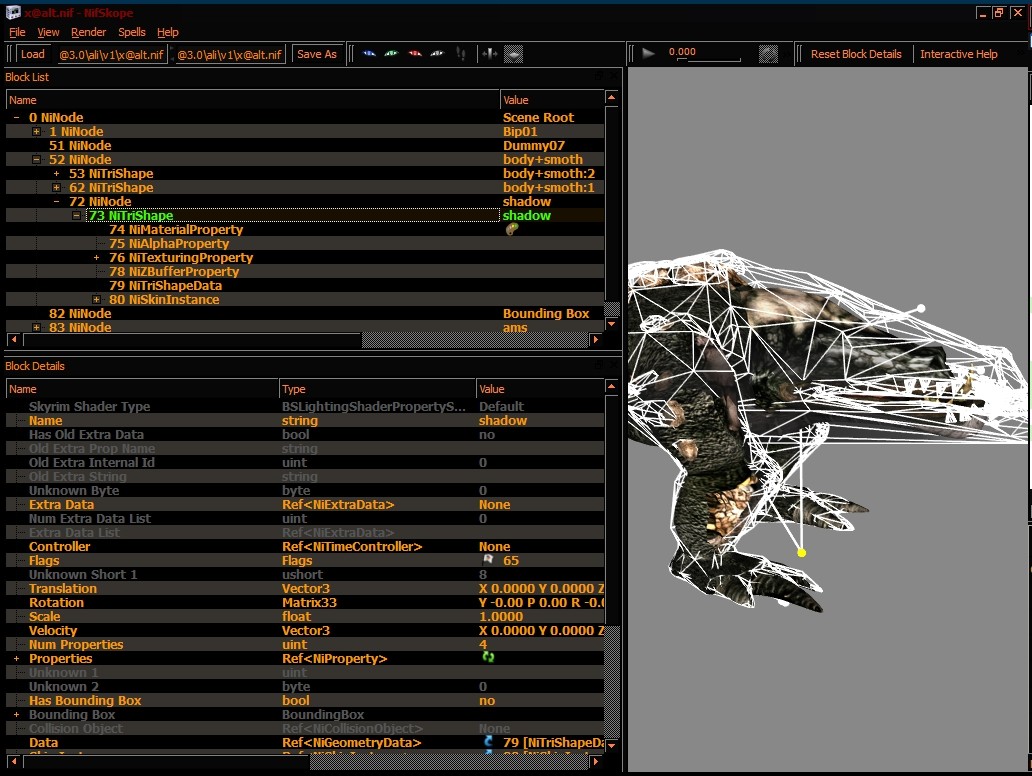 x@alt.nif - NifSkope
File View Render Spells Help
Load @3.0\ali\v1\x@alt.nif @3.0\ali\v1\x@alt.nif Save As 0.000 Reset Block Details Interactive Help
Block List
Name Value
0 NiNode Scene Root
1 NiNode Bip01
51 NiNode Dummy07
52 NiNode body+smoth
53 NiTriShape body+smoth:2
62 NiTriShape body+smoth:1
72 NiNode shadow
73 NiTriShape shadow
74 NiMaterialProperty
75 NiAlphaProperty
76 NiTexturingProperty
78 NiZBufferProperty
79 NiTriShapeData
80 NiSkinInstance
82 NiNode Bounding Box
83 NiNode ams
Block Details
Name Type Value
Skyrim Shader Type BSLightingShaderPropertyS... Default
Name string shadow
Has Old Extra Data bool no
Old Extra Prop Name string
Old Extra Internal Id uint 0
Old Extra String string
Unknown Byte byte 0
Extra Data Ref<NiExtraData> None
Num Extra Data List uint 0
Extra Data List Ref<NiExtraData>
Controller Ref<NiTimeController> None
Flags Flags 65
Unknown Short 1 ushort 8
Translation Vector3 X 0.0000 Y 0.0000 Z
Rotation Matrix33 Y -0.00 P 0.00 R -0.
Scale float 1.0000
Velocity Vector3 X 0.0000 Y 0.0000 Z
Num Properties uint 4
Properties Ref<NiProperty>
Unknown 1 uint
Unknown 2 byte 0
Has Bounding Box bool no
Bounding Box BoundingBox
Collision Object Ref<NiCollisionObject> None
Data Ref<NiGeometryData> 79 [NiTriShapeDa